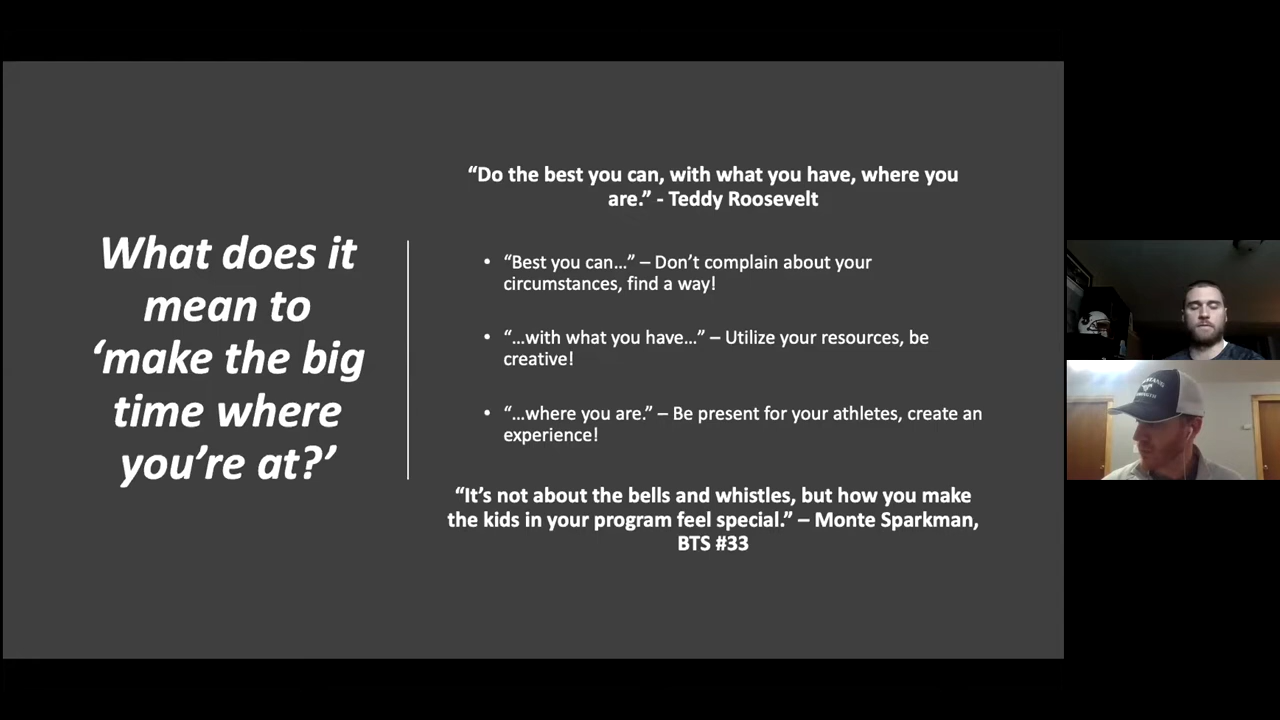 What does it
mean to
‘make the big
time where
you’re at?’
“Do the best you can, with what you have, where you
are.” - Teddy Roosevelt
• “Best you can…” – Don’t complain about your
circumstances, find a way!
• “…with what you have…” – Utilize your resources, be
creative!
• “…where you are.” – Be present for your athletes, create an
experience!
“It’s not about the bells and whistles, but how you make
the kids in your program feel special.” – Monte Sparkman,
BTS #33